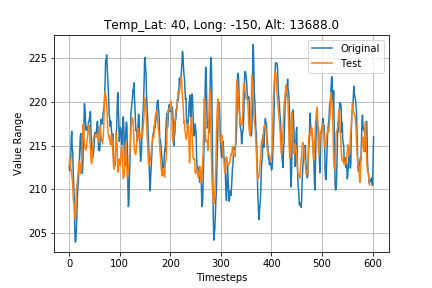 Temp_Lat: 40, Long: -150, Alt: 13688.0
Original
Test
Value Range
225
220
215
210
205
0 100 200 300 400 500 600
Timesteps